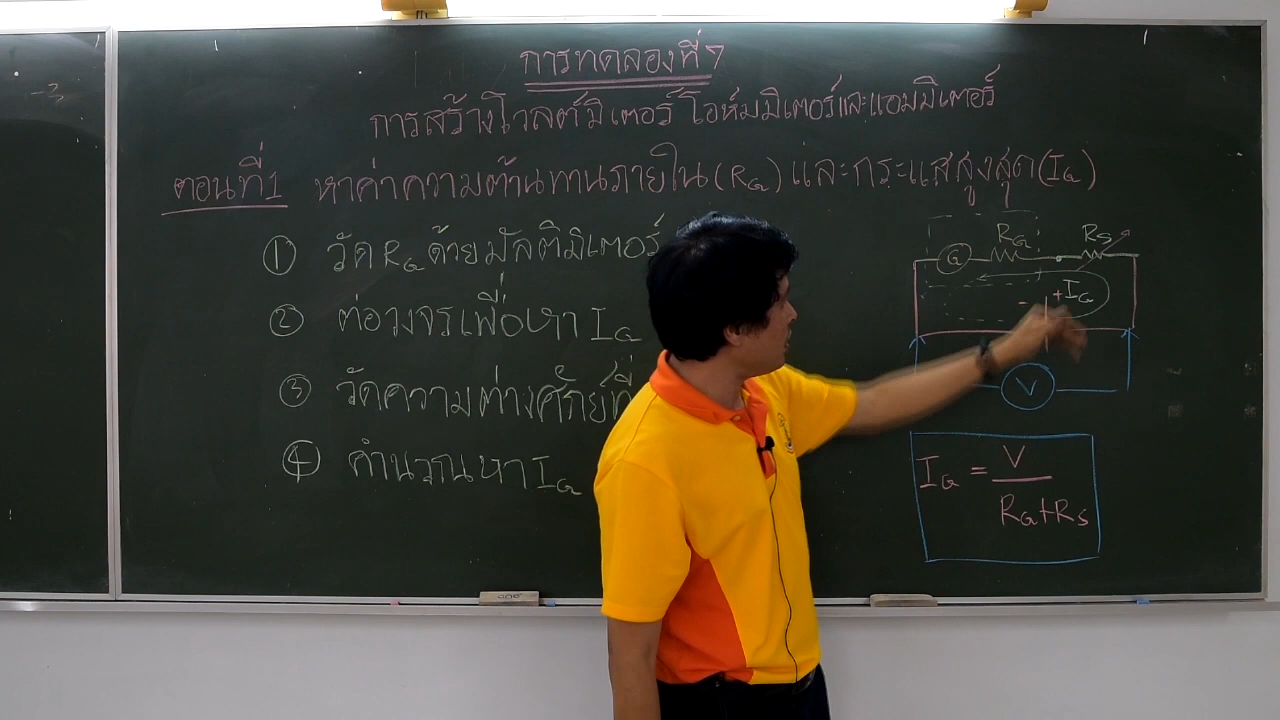 -3
การทดลองที่ 7
การสร้างโวลต์มิเตอร์ โอห์มมิเตอร์และแอมมิเตอร์
ตอนที่ 1 หาค่าความต้านทานภายใน (RG) และกระแสสูงสุด (IG)
① วัด RG ด้วยมัลติมิเตอร์
② ต่อวงจรเพื่อหา IG
③ วัดความต่างศักย์ที่
④ คำนวณหา IG
RG RS
G
- + IG
V
IG = V
RG+RS